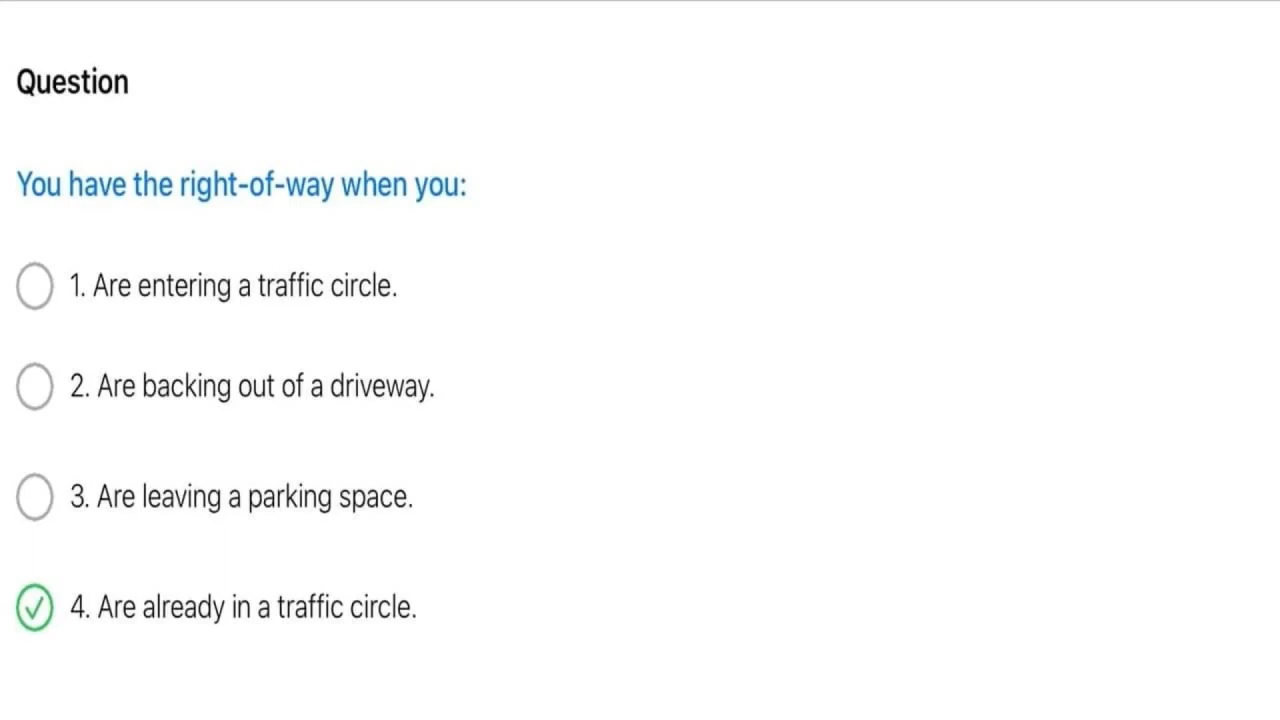 Question
You have the right-of-way when you:
1. Are entering a traffic circle.
2. Are backing out of a driveway.
3. Are leaving a parking space.
4. Are already in a traffic circle.